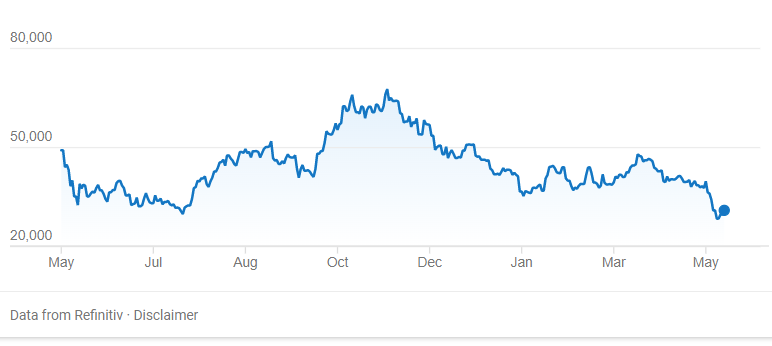 80,000
50,000
20,000
May Jul Aug Oct Dec Jan Mar May
Data from Refinitiv · Disclaimer